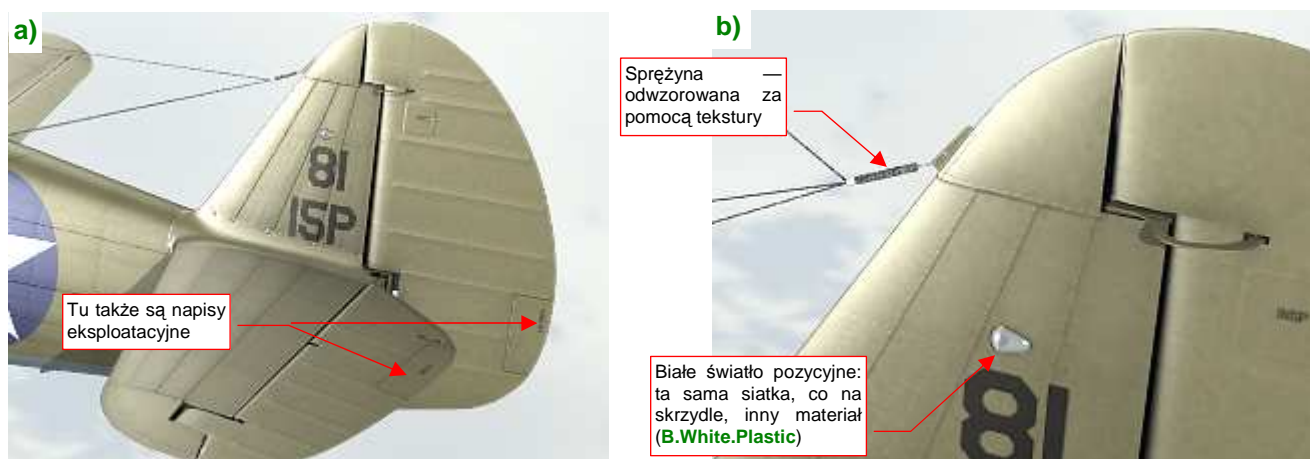 a)
81
15P
Tu także są napisy
eksploatacyjne
b)
Sprężyna —
odwzorowana za
pomocą tekstury
Białe światło pozycyjne:
ta sama siatka, co na
skrzydle, inny materiał
(B.White.Plastic)
81